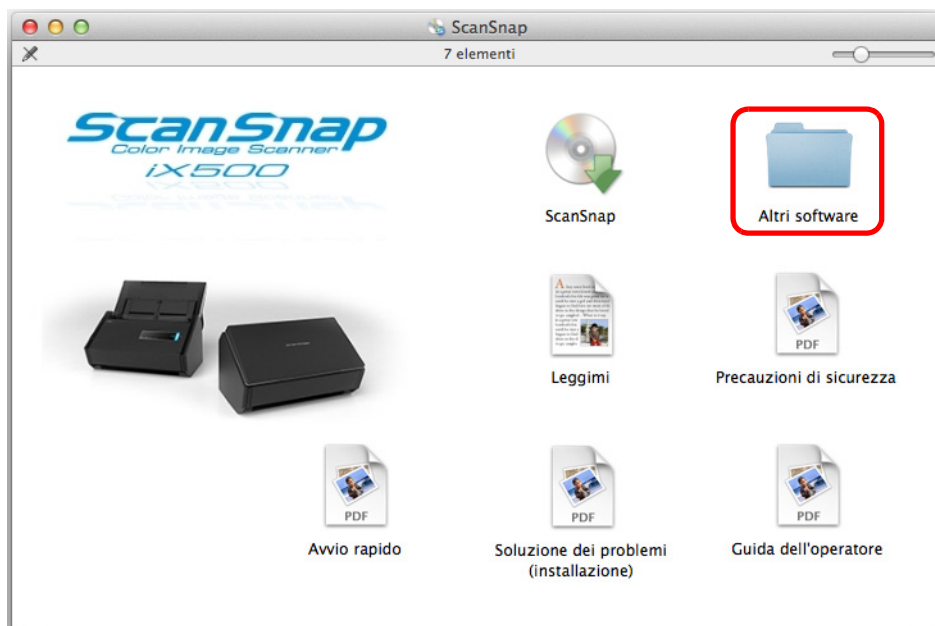 ScanSnap
7 elementi
ScanSnap
Color Image Scanner
iX500
ScanSnap
Altri software
Leggimi
PDF
Precauzioni di sicurezza
PDF
Avvio rapido
PDF
Soluzione dei problemi
(installazione)
PDF
Guida dell'operatore